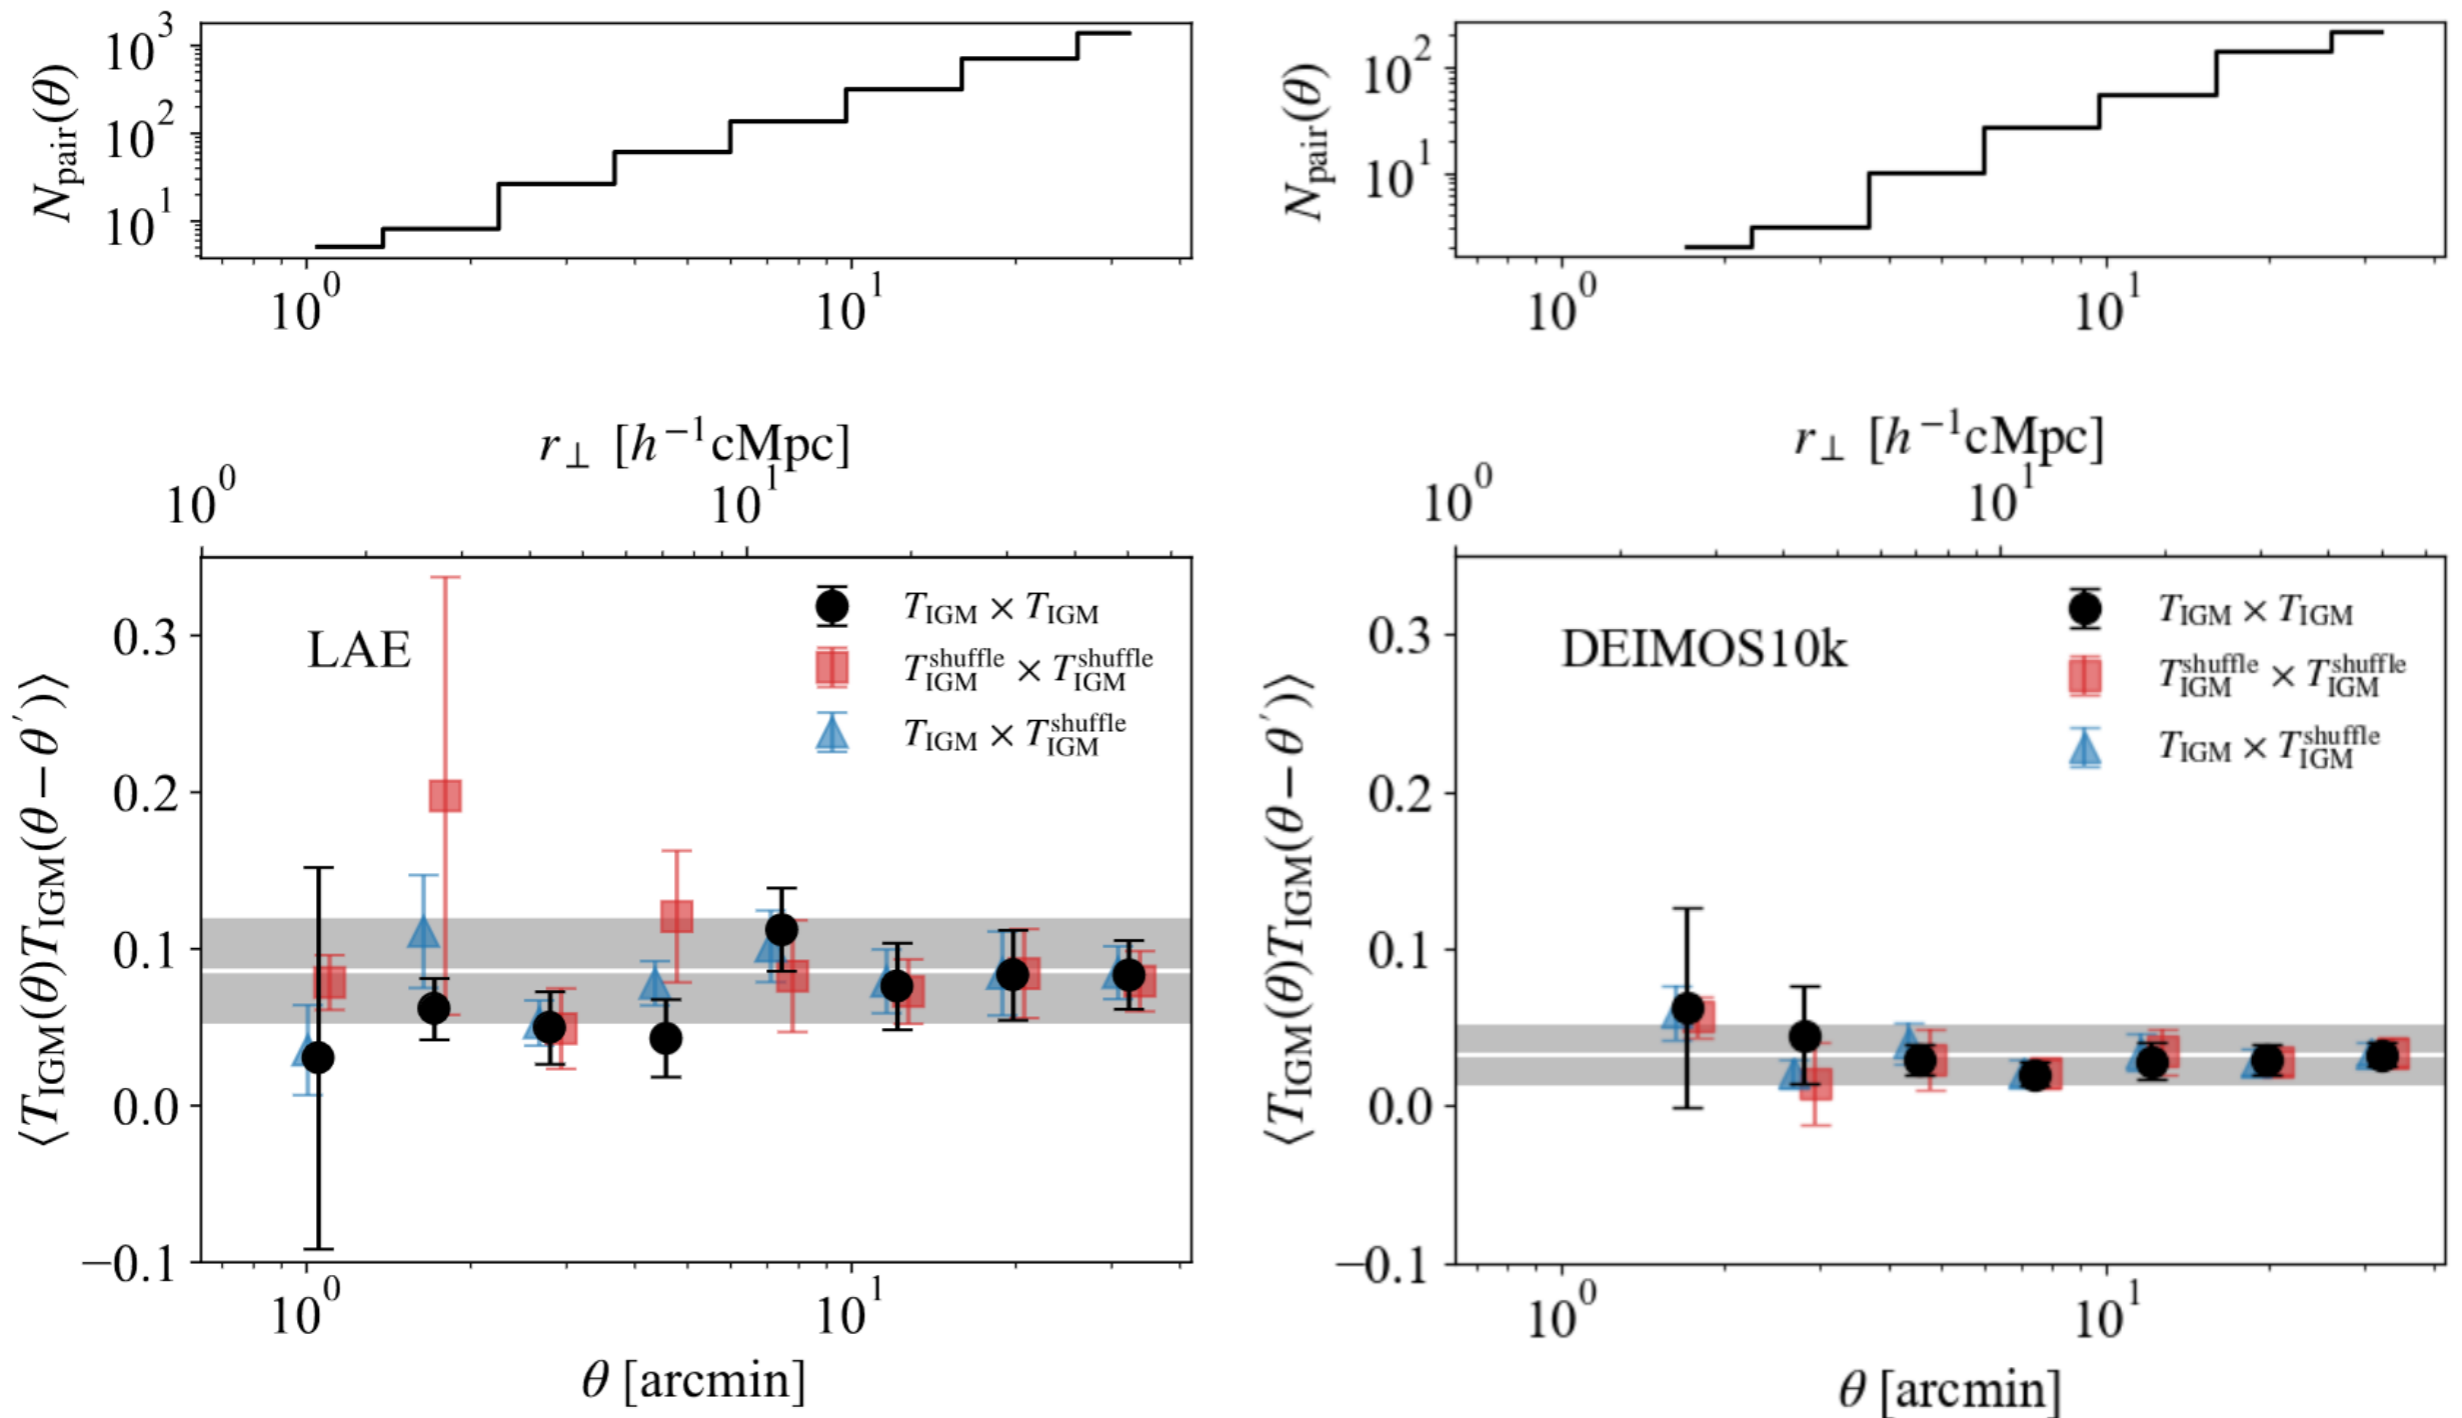 N_pair(θ)
10^3
10^2
10^1
10^0 10^1
r_⊥ [h^−1cMpc]
10^0 10^1
⟨T_IGM(θ)T_IGM(θ−θ′)⟩
0.3
0.2
0.1
0.0
−0.1
LAE
T_IGM × T_IGM
T_IGM^shuffle × T_IGM^shuffle
T_IGM × T_IGM^shuffle
10^0 10^1
θ [arcmin]
N_pair(θ)
10^2
10^1
10^0 10^1
r_⊥ [h^−1cMpc]
10^0 10^1
⟨T_IGM(θ)T_IGM(θ−θ′)⟩
0.3
0.2
0.1
0.0
−0.1
DEIMOS10k
T_IGM × T_IGM
T_IGM^shuffle × T_IGM^shuffle
T_IGM × T_IGM^shuffle
10^0 10^1
θ [arcmin]